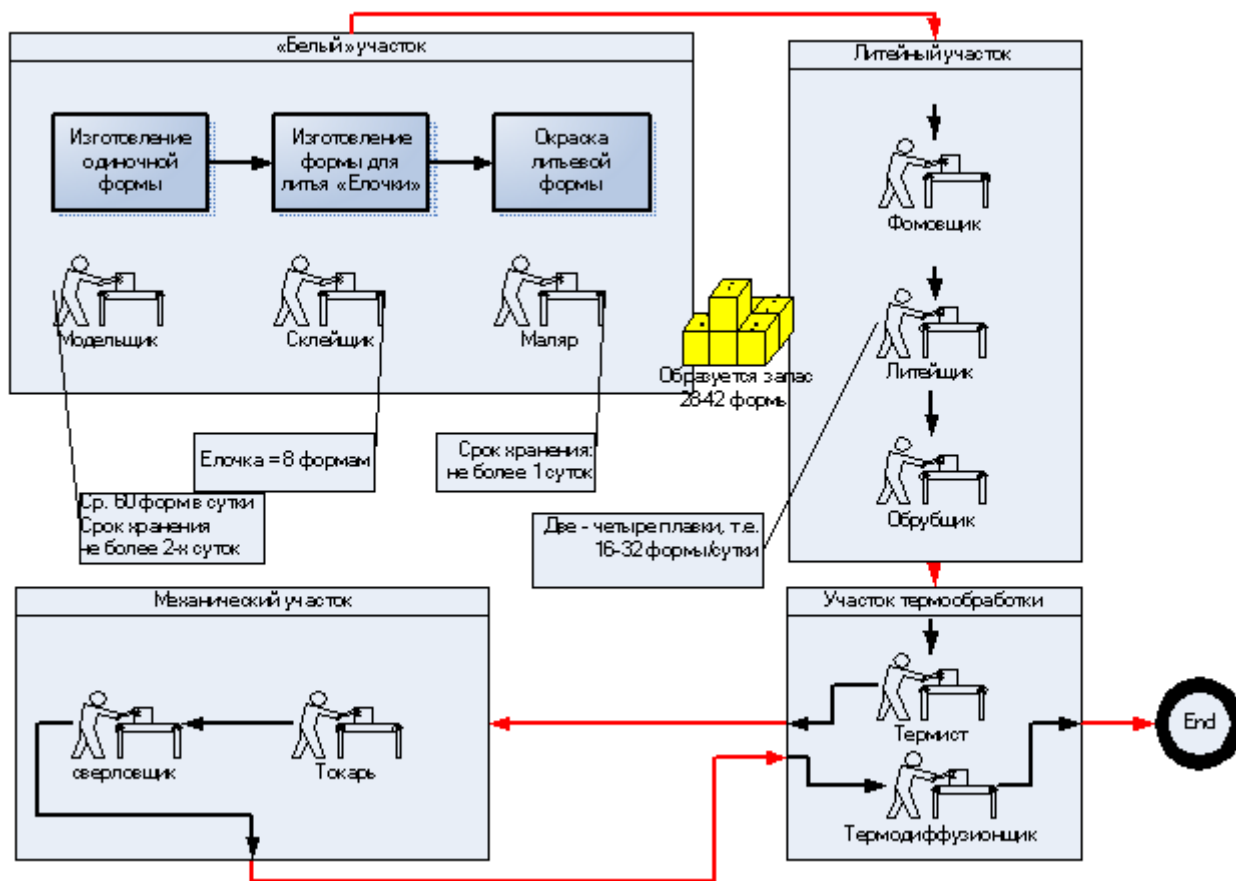 «Белый» участок
Изготовление
одиночной
формы
Изготовление
формы для
литья «Елочки»
Окраска
литьевой
формы
Модельщик
Склейщик
Маляр
Образуется запас
28-42 формы
Елочка = 8 формам
Срок хранения:
не более 1 суток
Ср. 60 форм в сутки
Срок хранения
не более 2-х суток
Литейный участок
Фомовщик
Литейщик
Обрубщик
Две - четыре плавки, т.е.
16-32 формы/сутки
Механический участок
сверловщик
Токарь
Участок термообработки
Термист
Термодиффузионщик
End